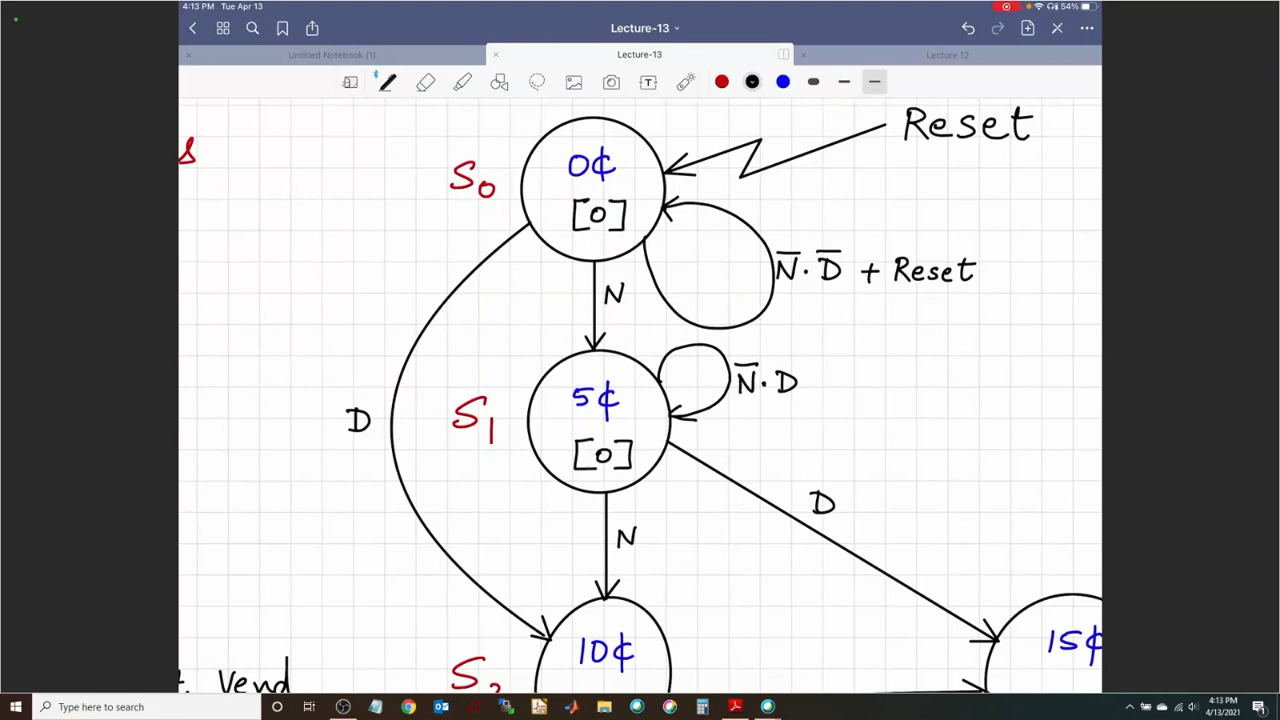 4:13 PM Tue Apr 13
54%
Lecture-13
Untitled Notebook (1)
Lecture-13
Lecture 12
Reset
s
S₀
0¢
[0]
N̅·D̅ + Reset
N
N̅·D
5¢
S₁
D
[0]
D
N
10¢
15¢
Vend
Type here to search
4:13 PM
4/13/2021